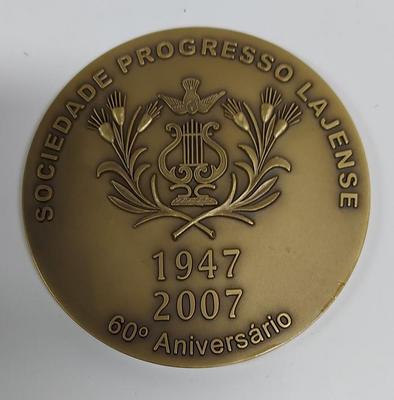 SOCIEDADE PROGRESSO LAJENSE
1947
2007
60º Aniversário